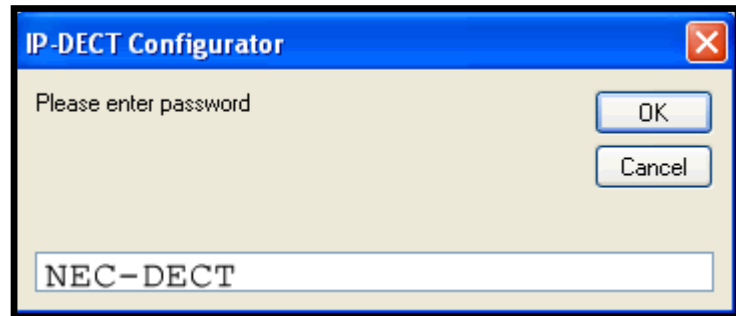 IP-DECT Configurator
Please enter password
OK
Cancel
NEC-DECT